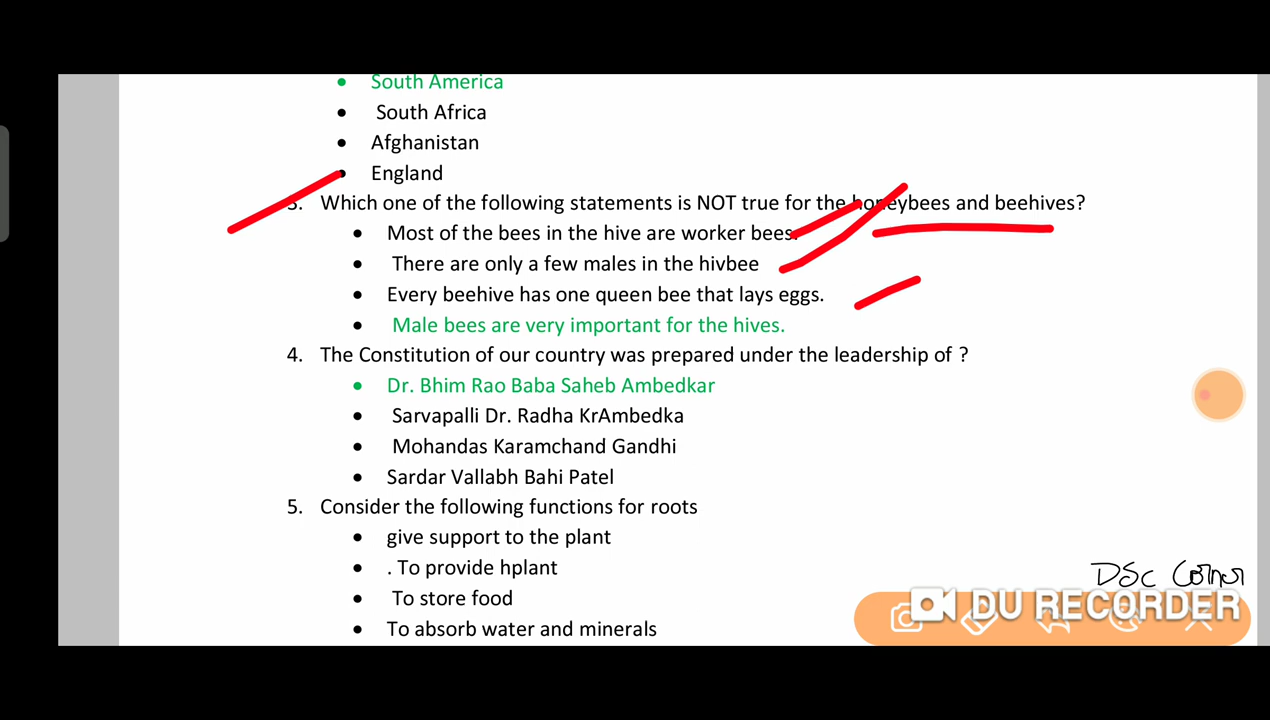 South America
South Africa
Afghanistan
England
3. Which one of the following statements is NOT true for the honeybees and beehives?
Most of the bees in the hive are worker bees.
There are only a few males in the hivbee
Every beehive has one queen bee that lays eggs.
Male bees are very important for the hives.
4. The Constitution of our country was prepared under the leadership of ?
Dr. Bhim Rao Baba Saheb Ambedkar
Sarvapalli Dr. Radha KrAmbedka
Mohandas Karamchand Gandhi
Sardar Vallabh Bahi Patel
5. Consider the following functions for roots
give support to the plant
. To provide hplant
To store food
To absorb water and minerals
DSC Corner
DU RECORDER